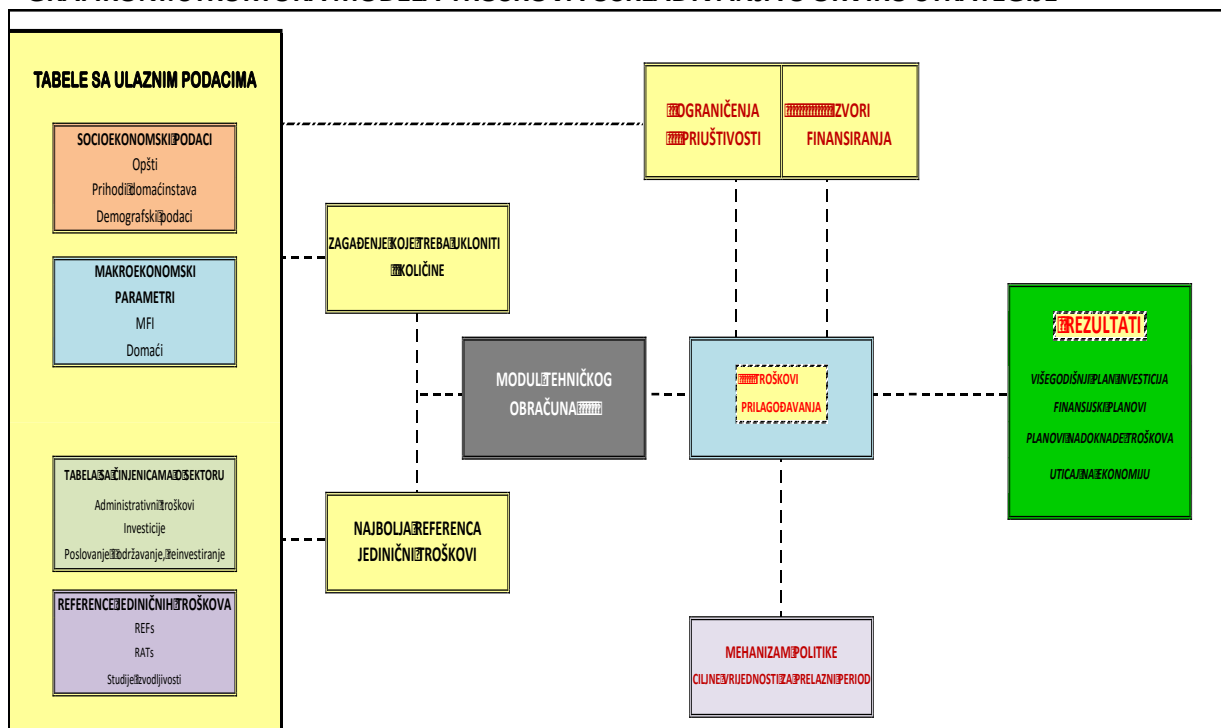 TABELE SA ULAZNIM PODACIMA
SOCIOEKONOMSKI PODACI
Opšti
Prihodi domaćinstava
Demografski podaci
MAKROEKONOMSKI
PARAMETRI
MFI
Domaći
TABELA SA ČINJENICAMA O SEKTORU
Administrativni troškovi
Investicije
Poslovanje i održavanje, reinvestiranje
REFERENCE JEDINIČNIH TROŠKOVA
REFs
RATs
Studije izvodljivosti
ZAGAĐENJE KOJE TREBA UKLONITI
KOLIČINE
NAJBOLJA REFERENCA
JEDINIČNI TROŠKOVI
MODUL TEHNIČKOG
OBRAČUNA
OGRANIČENJA
PRIUŠTIVOSTI
IZVORI
FINANSIRANJA
TROŠKOVI
PRILAGOĐAVANJA
MEHANIZAM POLITIKE
CILJNE VRIJEDNOSTI ZA PRELAZNI PERIOD
REZULTATI
VIŠEGODIŠNJI PLAN INVESTICIJA
FINANSIJSKI PLANOVI
PLANOVI NADOKNADE TROŠKOVA
UTICAJ NA EKONOMIJU